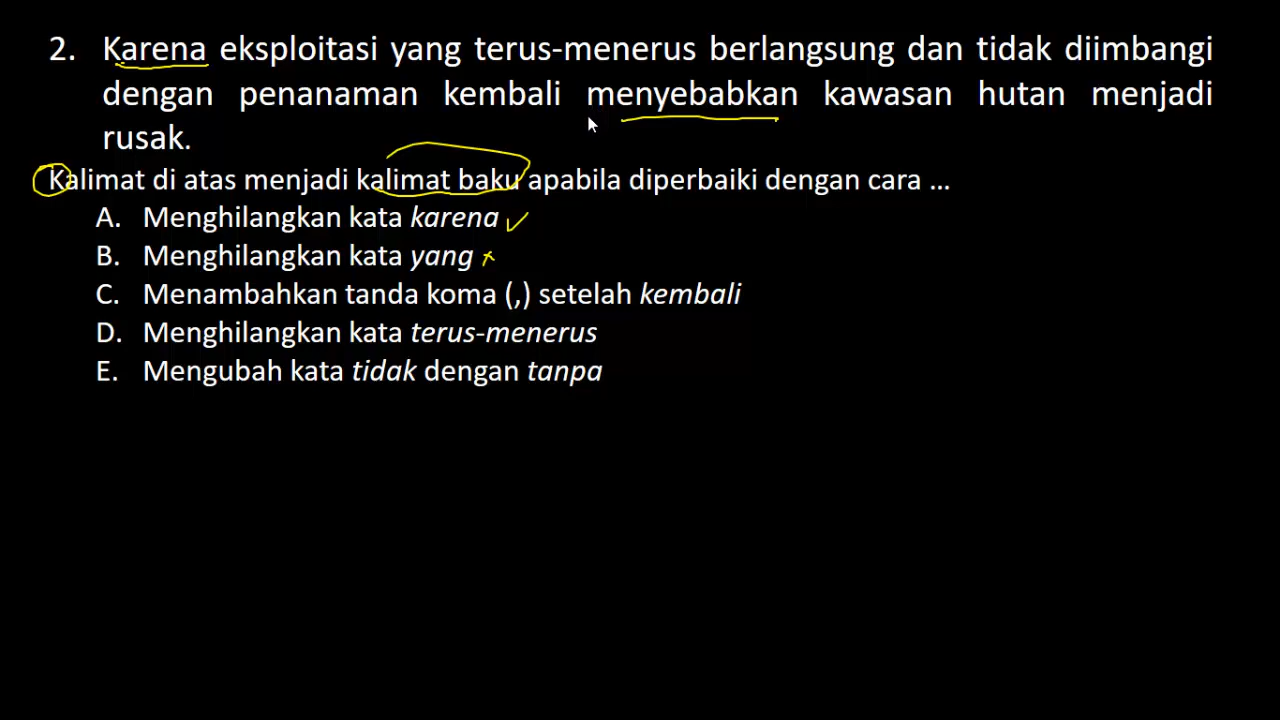 2. Karena eksploitasi yang terus-menerus berlangsung dan tidak diimbangi
dengan penanaman kembali menyebabkan kawasan hutan menjadi
rusak.
Kalimat di atas menjadi kalimat baku apabila diperbaiki dengan cara ...
A. Menghilangkan kata karena
B. Menghilangkan kata yang
C. Menambahkan tanda koma (,) setelah kembali
D. Menghilangkan kata terus-menerus
E. Mengubah kata tidak dengan tanpa